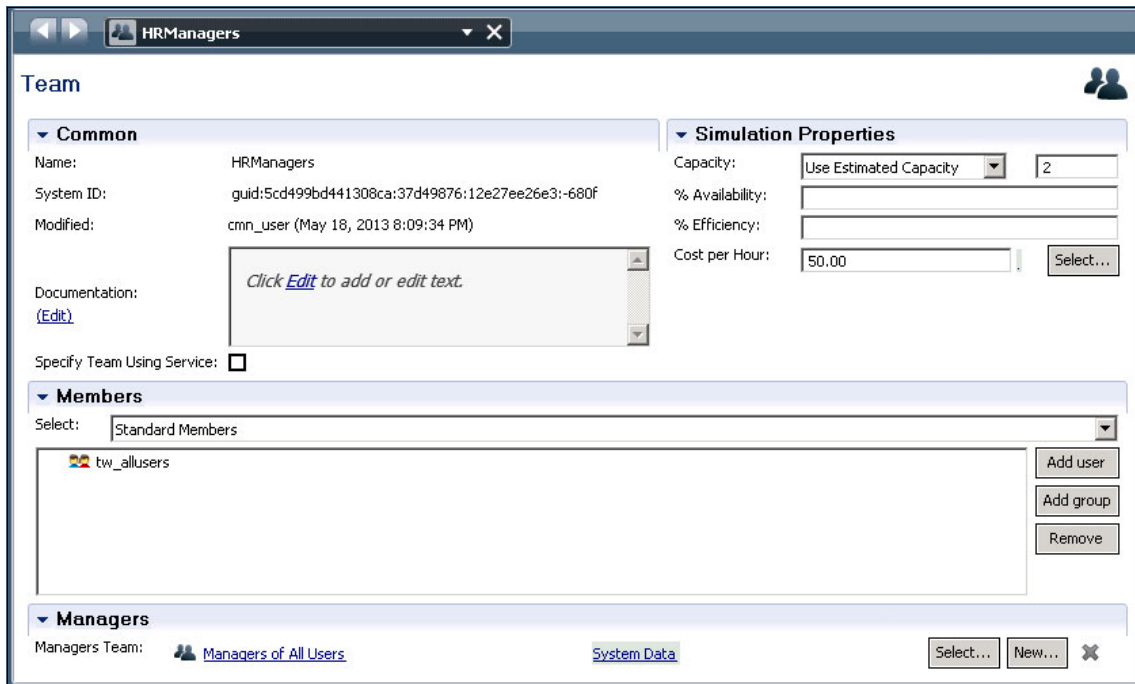 HRManagers
Team
Common
Name: HRManagers
System ID: guid:5cd499bd441308ca:37d49876:12e27ee26e3:-680f
Modified: cmn_user (May 18, 2013 8:09:34 PM)
Documentation:
(Edit)
Click Edit to add or edit text.
Specify Team Using Service:
Simulation Properties
Capacity: Use Estimated Capacity 2
% Availability:
% Efficiency:
Cost per Hour: 50.00 Select...
Members
Select: Standard Members
tw_allusers
Add user
Add group
Remove
Managers
Managers Team: Managers of All Users System Data Select... New...